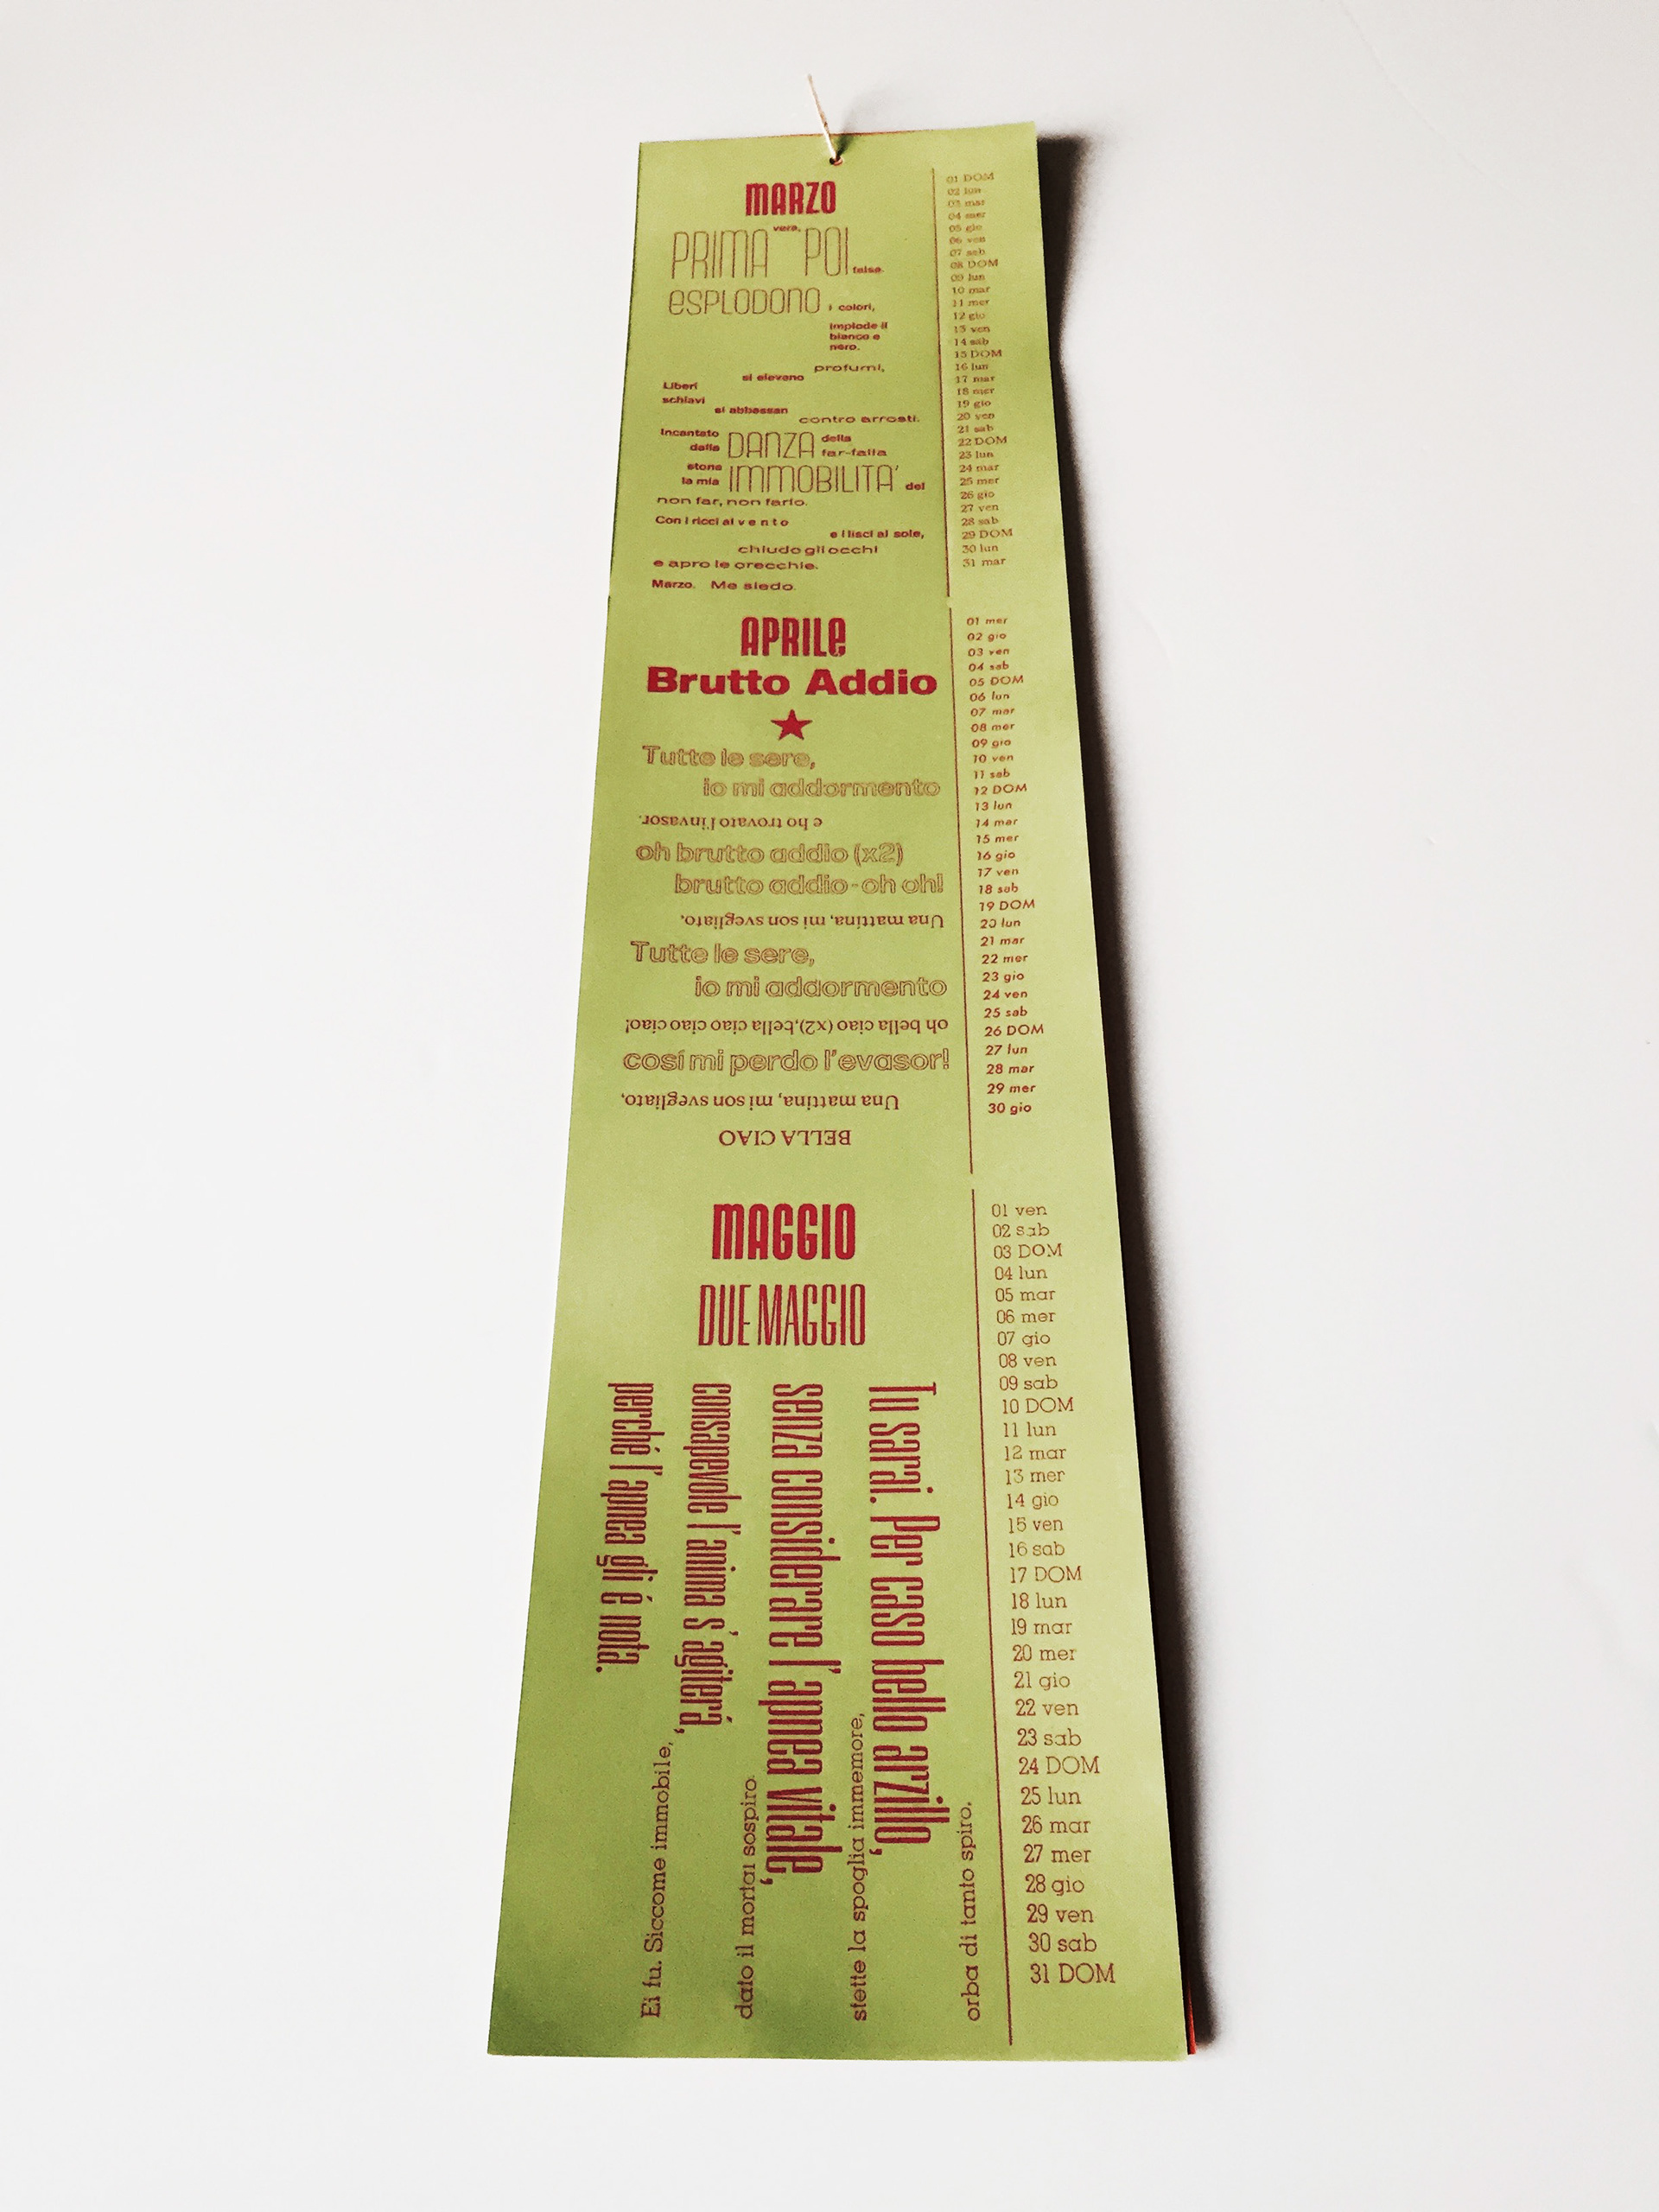 MARZO
vera,
PRIMA POI falsa.
esplodono i colori,
implode il
bianco e
nero.
profumi,
si elevano
Liberi
schiavi
si abbassan
contro arrosti.
Incantato
dalla DANZA della
far-falla
stona
la mia IMMOBILITA' del
non far, non farlo.
Con i ricci al vento
e i lisci al sole,
chiudo gli occhi
e apro le orecchie.
Marzo. Me siedo.
01 DOM
02 lun
03 mar
04 mer
05 gio
06 ven
07 sab
08 DOM
09 lun
10 mar
11 mer
12 gio
13 ven
14 sab
15 DOM
16 lun
17 mar
18 mer
19 gio
20 ven
21 sab
22 DOM
23 lun
24 mar
25 mer
26 gio
27 ven
28 sab
29 DOM
30 lun
31 mar
APRILe
Brutto Addio
Tutte le sere,
io mi addormento
e ho trovato l'invasor.
oh brutto addio (x2)
brutto addio-oh oh!
Una mattina, mi son svegliato,
Tutte le sere,
io mi addormento
oh bella ciao (x2),bella ciao ciao ciao!
cosí mi perdo l'evasor!
Una mattina, mi son svegliato,
BELLA CIAO
01 mer
02 gio
03 ven
04 sab
05 DOM
06 lun
07 mar
08 mer
09 gio
10 ven
11 sab
12 DOM
13 lun
14 mar
15 mer
16 gio
17 ven
18 sab
19 DOM
20 lun
21 mar
22 mer
23 gio
24 ven
25 sab
26 DOM
27 lun
28 mar
29 mer
30 gio
MAGGIO
DUE MAGGIO
Tu sarai. Per caso bello arzillo,
senza considerare l'apnea vitale,
consapevole l'anima s'agiterá,
perché l'apnea gli é nota.
Ei fu. Siccome immobile,
dato il mortal sospiro.
stette la spoglia immemore,
orba di tanto spiro.
01 ven
02 sab
03 DOM
04 lun
05 mar
06 mer
07 gio
08 ven
09 sab
10 DOM
11 lun
12 mar
13 mer
14 gio
15 ven
16 sab
17 DOM
18 lun
19 mar
20 mer
21 gio
22 ven
23 sab
24 DOM
25 lun
26 mar
27 mer
28 gio
29 ven
30 sab
31 DOM